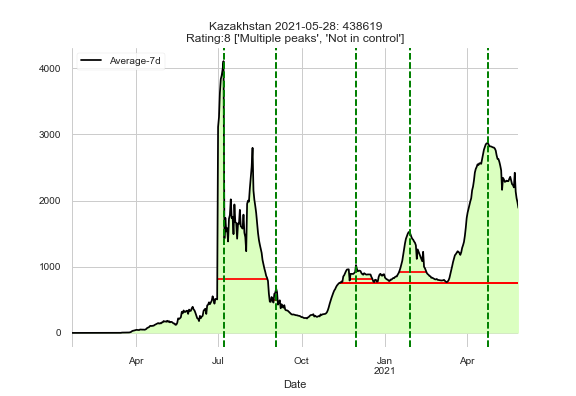 Kazakhstan 2021-05-28: 438619
Rating:8 ['Multiple peaks', 'Not in control']
Average-7d
4000
3000
2000
1000
0
Apr
Jul
Oct
Jan
2021
Apr
Date